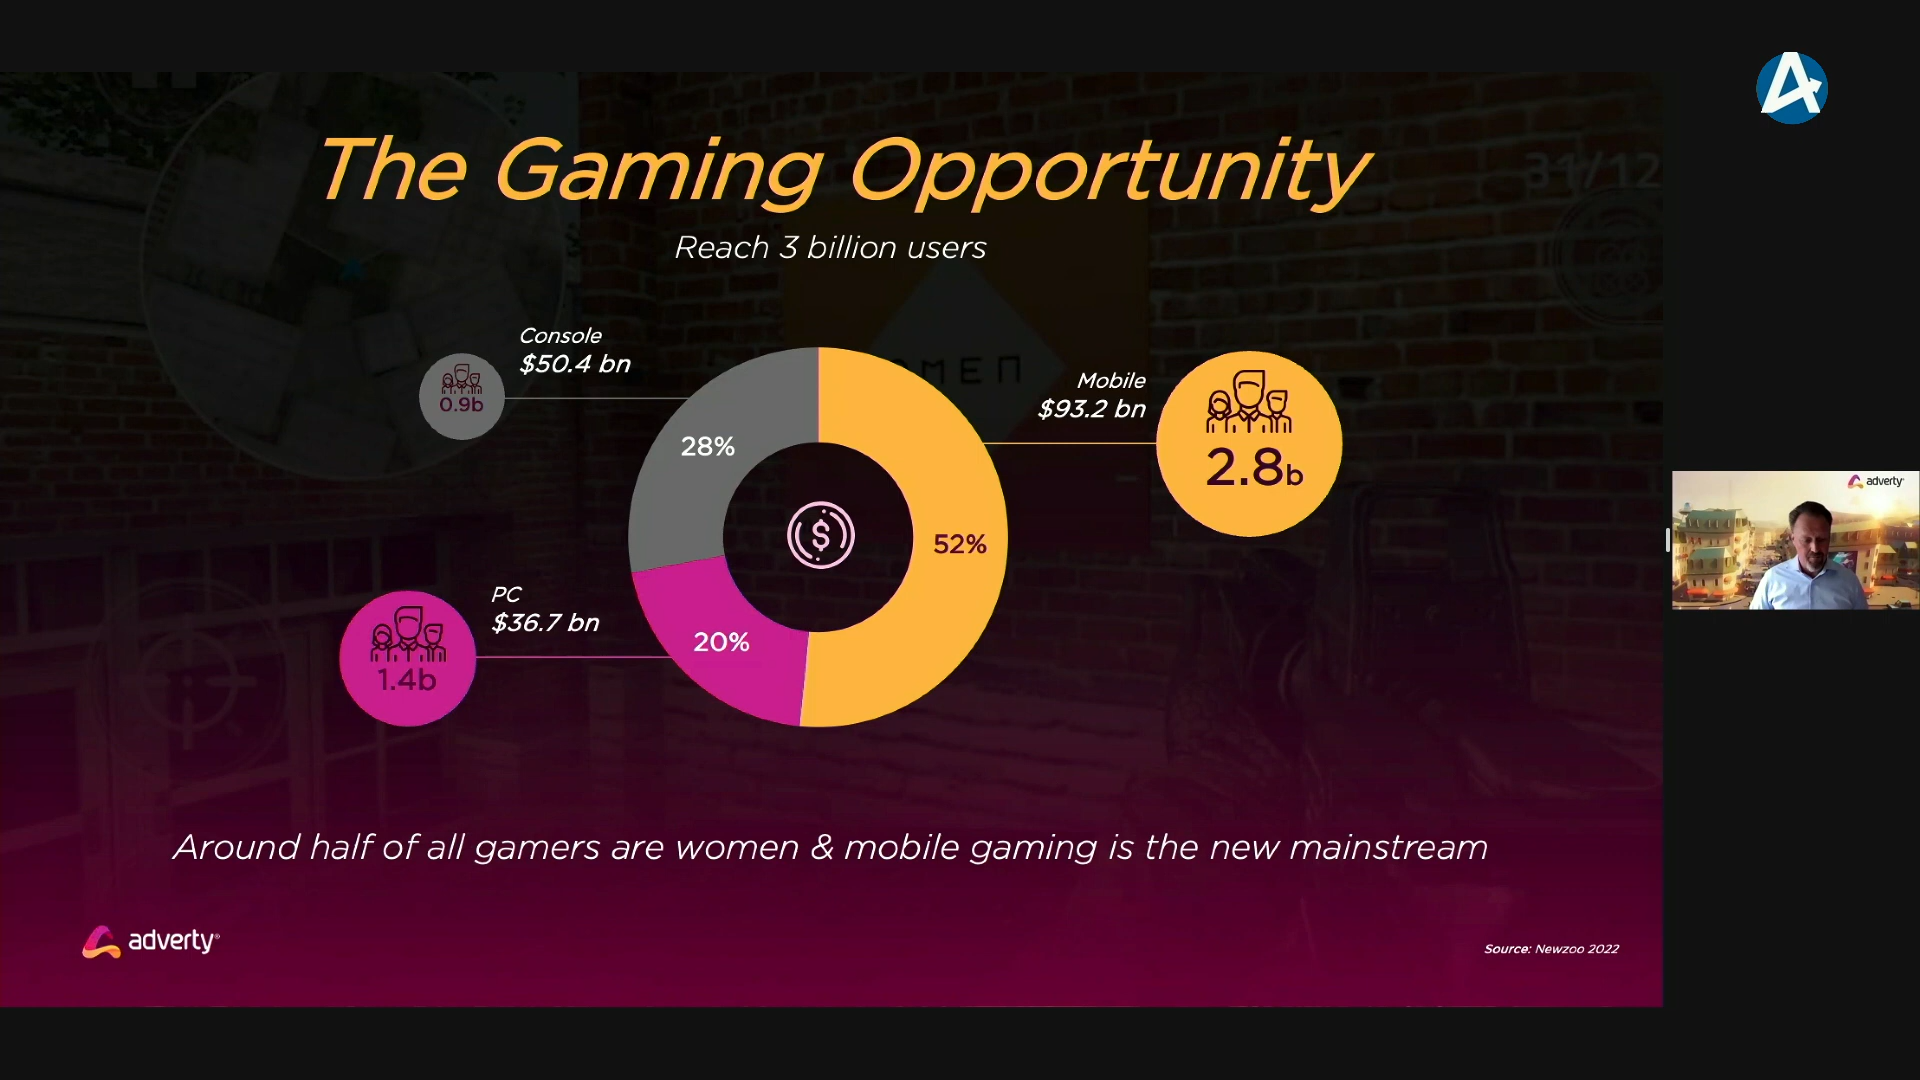 The Gaming Opportunity
31/12
Reach 3 billion users
Console
$50.4 bn
0.9b
Mobile
$93.2 bn
2.8b
28%
52%
PC
$36.7 bn
1.4b
20%
Around half of all gamers are women & mobile gaming is the new mainstream
adverty®
Source: Newzoo 2022
adverty